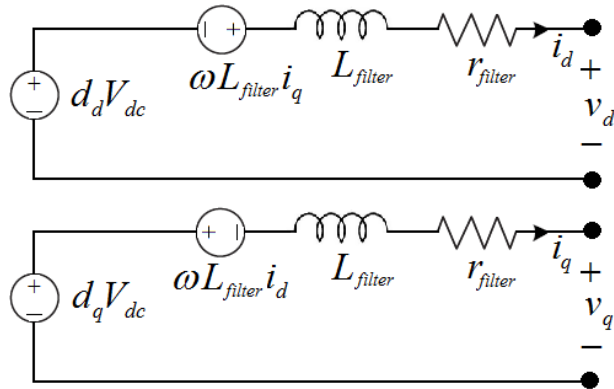 | +
+
−
d_d V_dc
ωL_filter i_q
L_filter
r_filter
i_d
+
v_d
−
+ |
+
−
d_q V_dc
ωL_filter i_d
L_filter
r_filter
i_q
+
v_q
−